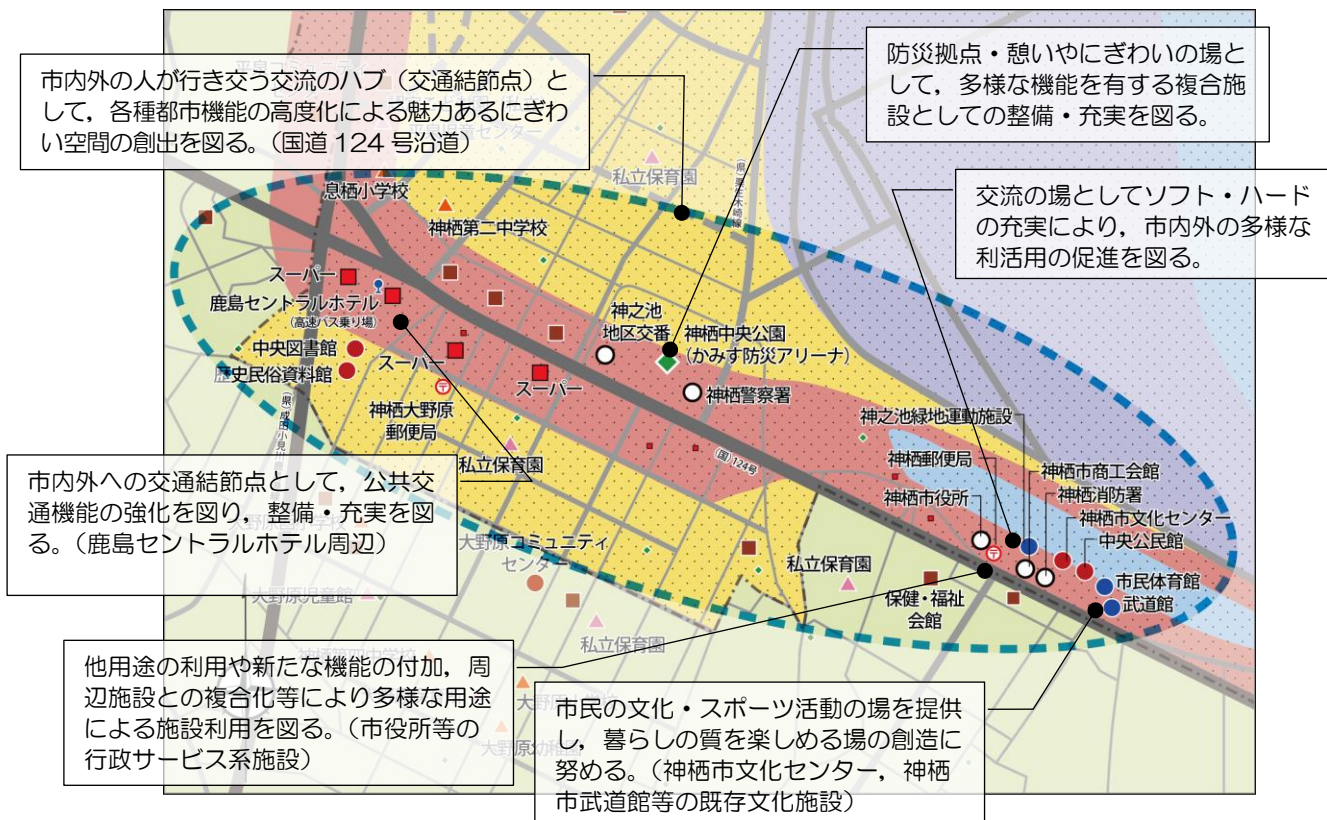 市内外の人が行き交う交流のハブ（交通結節点）と
して，各種都市機能の高度化による魅力あるにぎわ
い空間の創出を図る。（国道 124 号沿道）
防災拠点・憩いやにぎわいの場と
して，多様な機能を有する複合施
設としての整備・充実を図る。
交流の場としてソフト・ハード
の充実により，市内外の多様な
利活用の促進を図る。
私立保育園
息栖小学校
神栖第二中学校
スーパー
鹿島セントラルホテル
（高速バス乗り場）
中央図書館
歴史民俗資料館
スーパー
スーパー
神栖大野原
郵便局
私立保育園
神之池
地区交番
神栖中央公園
（かみす防災アリーナ）
神栖警察署
(国)124号
神之池緑地運動施設
神栖郵便局
神栖市役所
神栖市商工会館
神栖消防署
神栖市文化センター
中央公民館
市民体育館
武道館
市内外への交通結節点として，公共交
通機能の強化を図り，整備・充実を図
る。（鹿島セントラルホテル周辺）
大野原コミュニティ
センター
私立保育園
保健・福祉
会館
大野原児童館
私立保育園
他用途の利用や新たな機能の付加，周
辺施設との複合化等により多様な用途
による施設利用を図る。（市役所等の
行政サービス系施設）
市民の文化・スポーツ活動の場を提供
し，暮らしの質を楽しめる場の創造に
努める。（神栖市文化センター，神栖
市武道館等の既存文化施設）